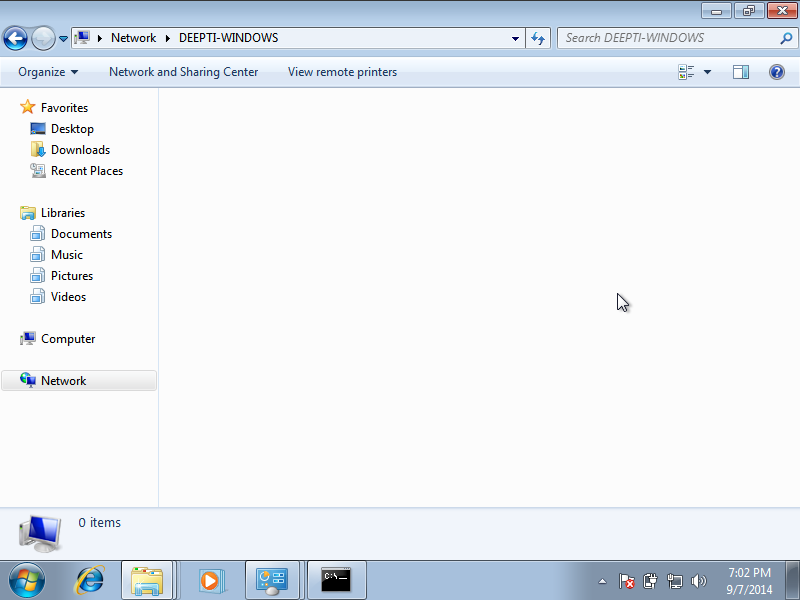 Network DEEPTI-WINDOWS Search DEEPTI-WINDOWS
Organize Network and Sharing Center View remote printers
Favorites
Desktop
Downloads
Recent Places
Libraries
Documents
Music
Pictures
Videos
Computer
Network
0 items
C:\_
7:02 PM
9/7/2014